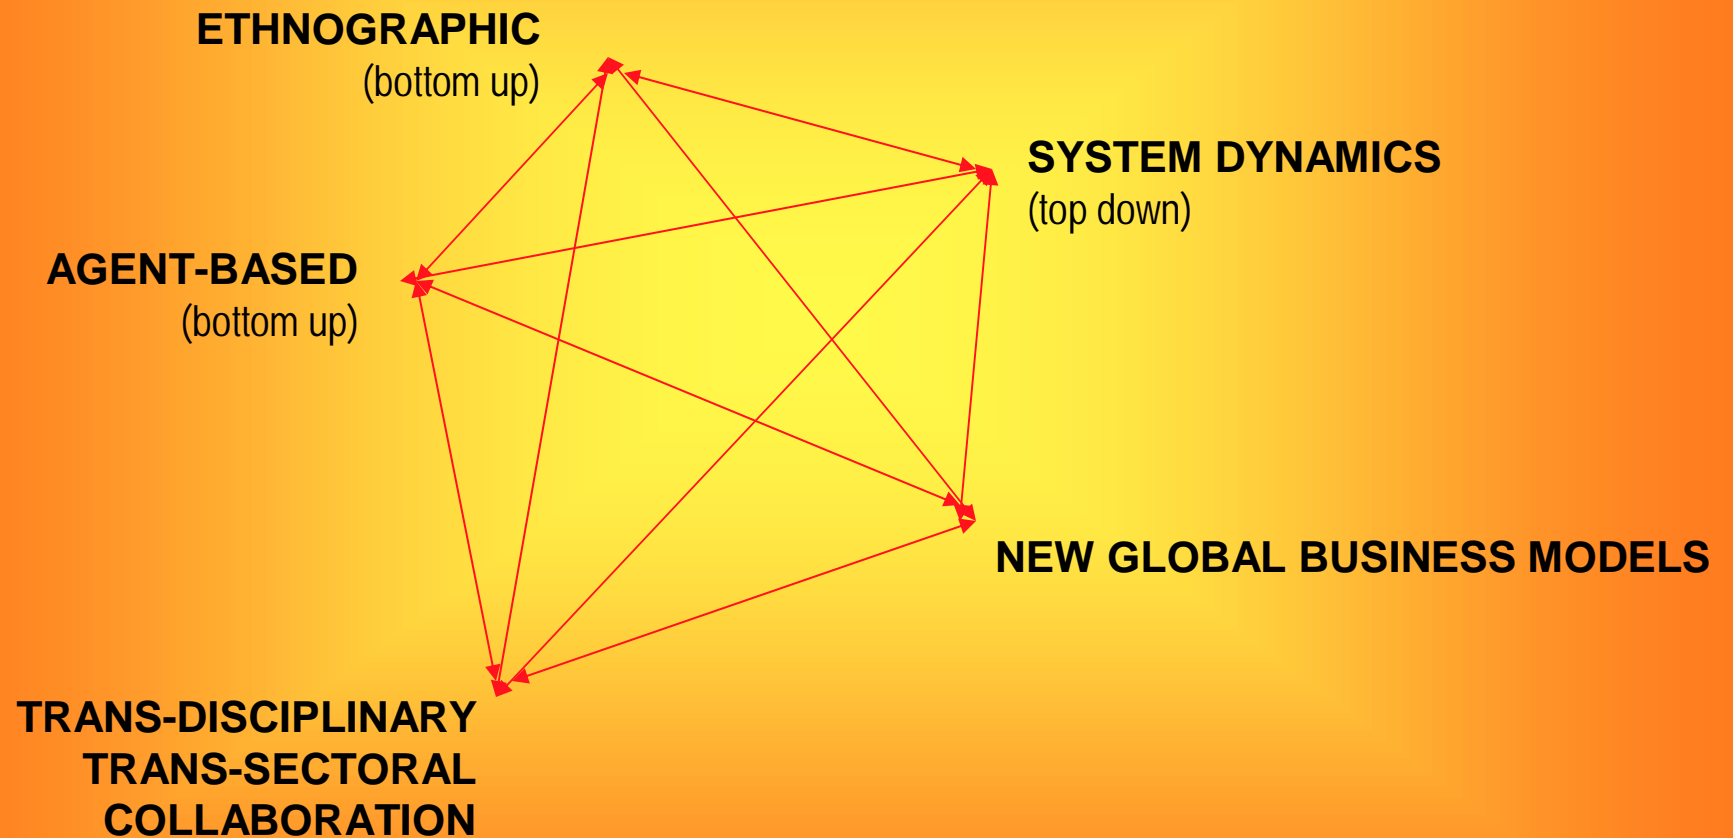 ETHNOGRAPHIC
(bottom up)
SYSTEM DYNAMICS
(top down)
AGENT-BASED
(bottom up)
NEW GLOBAL BUSINESS MODELS
TRANS-DISCIPLINARY
TRANS-SECTORAL
COLLABORATION